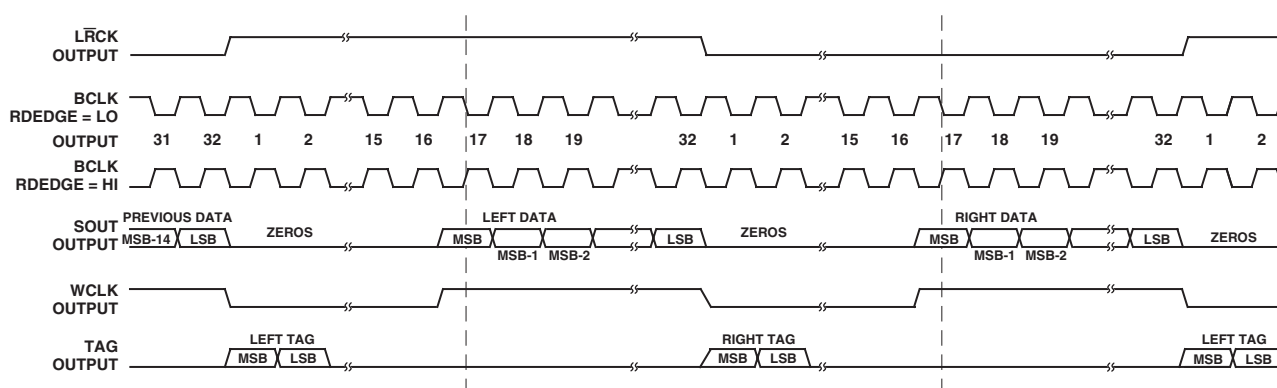 LR̅CK
OUTPUT
BCLK
RDEDGE = LO
OUTPUT 31 32 1 2 15 16 17 18 19 32 1 2 15 16 17 18 19 32 1 2
BCLK
RDEDGE = HI
PREVIOUS DATA LEFT DATA RIGHT DATA
SOUT ZEROS ZEROS
OUTPUT MSB-14 LSB MSB LSB MSB LSB ZEROS
MSB-1 MSB-2 MSB-1 MSB-2
WCLK
OUTPUT
LEFT TAG RIGHT TAG LEFT TAG
TAG
OUTPUT MSB LSB MSB LSB MSB LSB